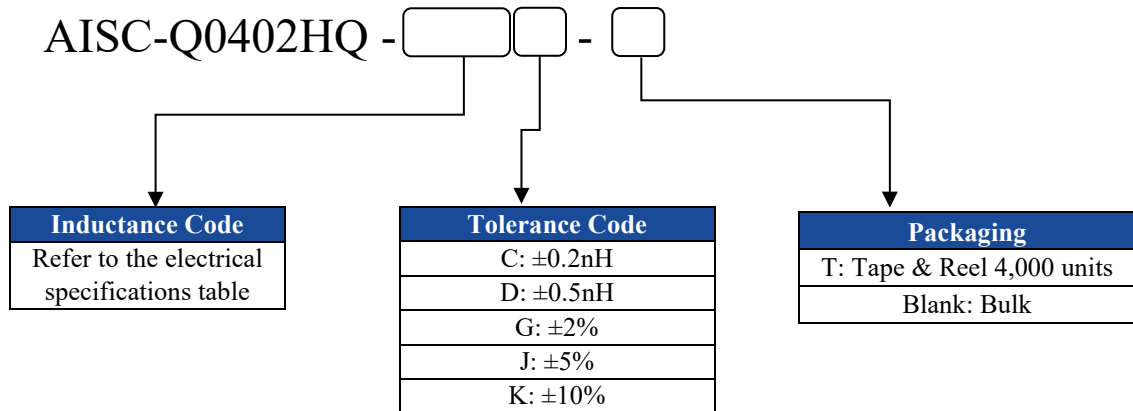 AISC-Q0402HQ - -
Inductance Code
Refer to the electrical
specifications table
Tolerance Code
C: ±0.2nH
D: ±0.5nH
G: ±2%
J: ±5%
K: ±10%
Packaging
T: Tape & Reel 4,000 units
Blank: Bulk